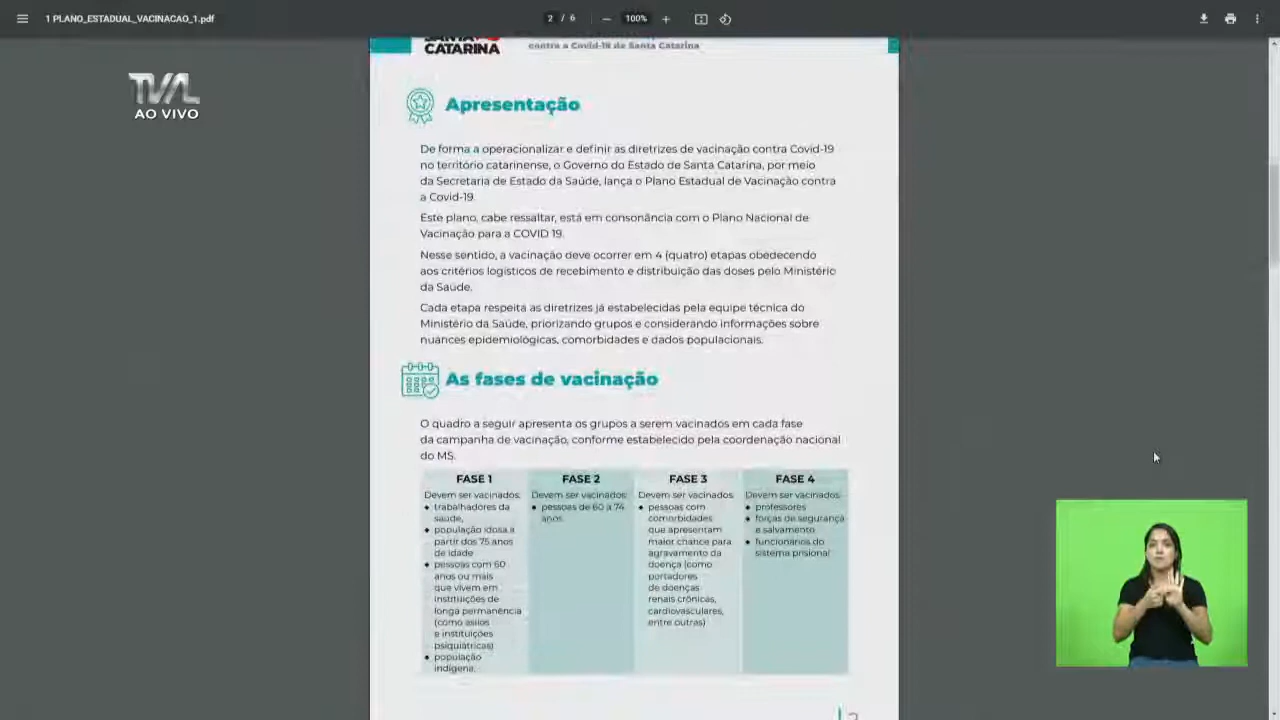 1 PLANO_ESTADUAL_VACINACAO_1.pdf
2 / 6
100%
CATARINA
contra a Covid-19 de Santa Catarina
TVAL
AO VIVO
Apresentação
De forma a operacionalizar e definir as diretrizes de vacinação contra Covid-19
no território catarinense, o Governo do Estado de Santa Catarina, por meio
da Secretaria de Estado da Saúde, lança o Plano Estadual de Vacinação contra
a Covid-19.
Este plano, cabe ressaltar, está em consonância com o Plano Nacional de
Vacinação para a COVID 19.
Nesse sentido, a vacinação deve ocorrer em 4 (quatro) etapas obedecendo
aos critérios logísticos de recebimento e distribuição das doses pelo Ministério
da Saúde.
Cada etapa respeita as diretrizes já estabelecidas pela equipe técnica do
Ministério da Saúde, priorizando grupos e considerando informações sobre
nuances epidemiológicas, comorbidades e dados populacionais.
As fases de vacinação
O quadro a seguir apresenta os grupos a serem vacinados em cada fase
da campanha de vacinação, conforme estabelecido pela coordenação nacional
do MS.
FASE 1
Devem ser vacinados:
• trabalhadores da
saúde,
• população idosa a
partir dos 75 anos
de idade
• pessoas com 60
anos ou mais
que vivem em
instituições de
longa permanência
(como asilos
e instituições
psiquiátricas)
• população
indígena.
FASE 2
Devem ser vacinados:
• pessoas de 60 a 74
anos.
FASE 3
Devem ser vacinados:
• pessoas com
comorbidades
que apresentam
maior chance para
agravamento da
doença (como
portadores
de doenças
renais crônicas,
cardiovasculares,
entre outras)
FASE 4
Devem ser vacinados:
• professores
• forças de segurança
e salvamento
• funcionários do
sistema prisional